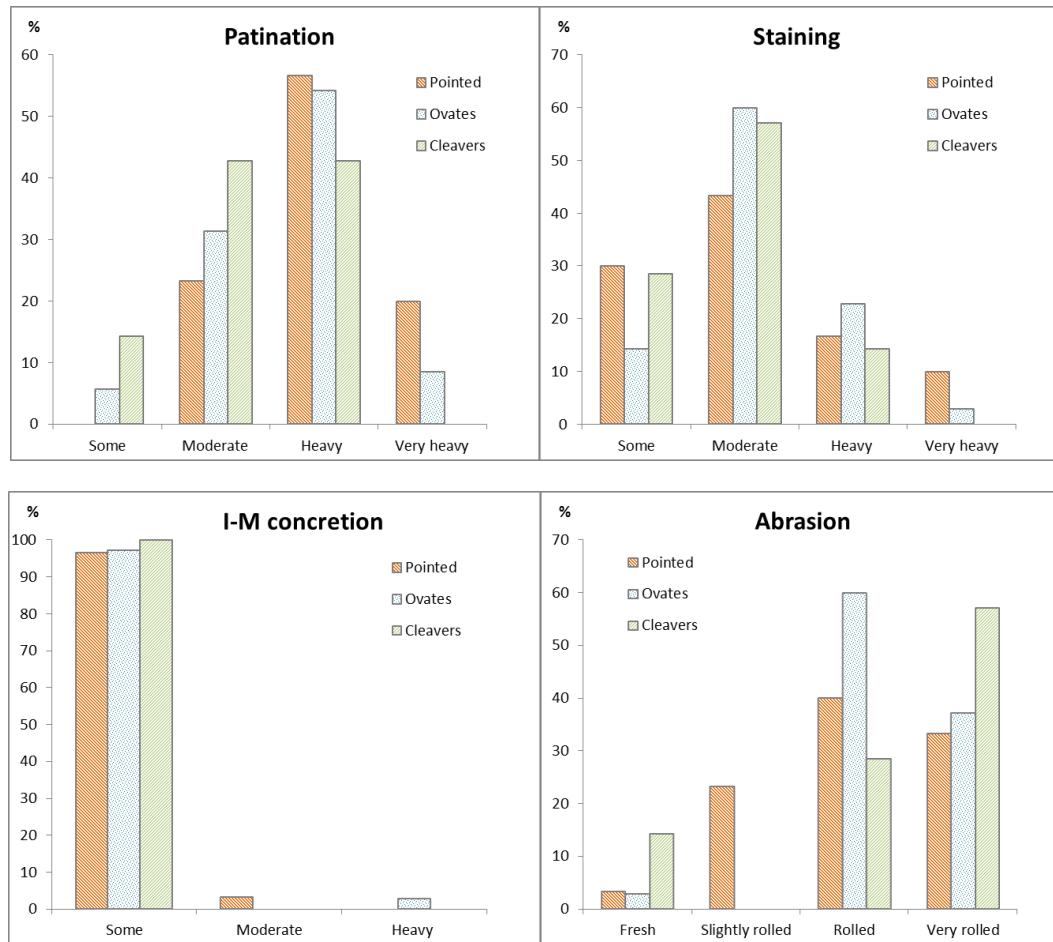 %
Patination
60
50
40
30
20
10
0
Pointed
Ovates
Cleavers
Some Moderate Heavy Very heavy
%
Staining
70
60
50
40
30
20
10
0
Pointed
Ovates
Cleavers
Some Moderate Heavy Very heavy
%
I-M concretion
100
90
80
70
60
50
40
30
20
10
0
Pointed
Ovates
Cleavers
Some Moderate Heavy
%
Abrasion
70
60
50
40
30
20
10
0
Pointed
Ovates
Cleavers
Fresh Slightly rolled Rolled Very rolled